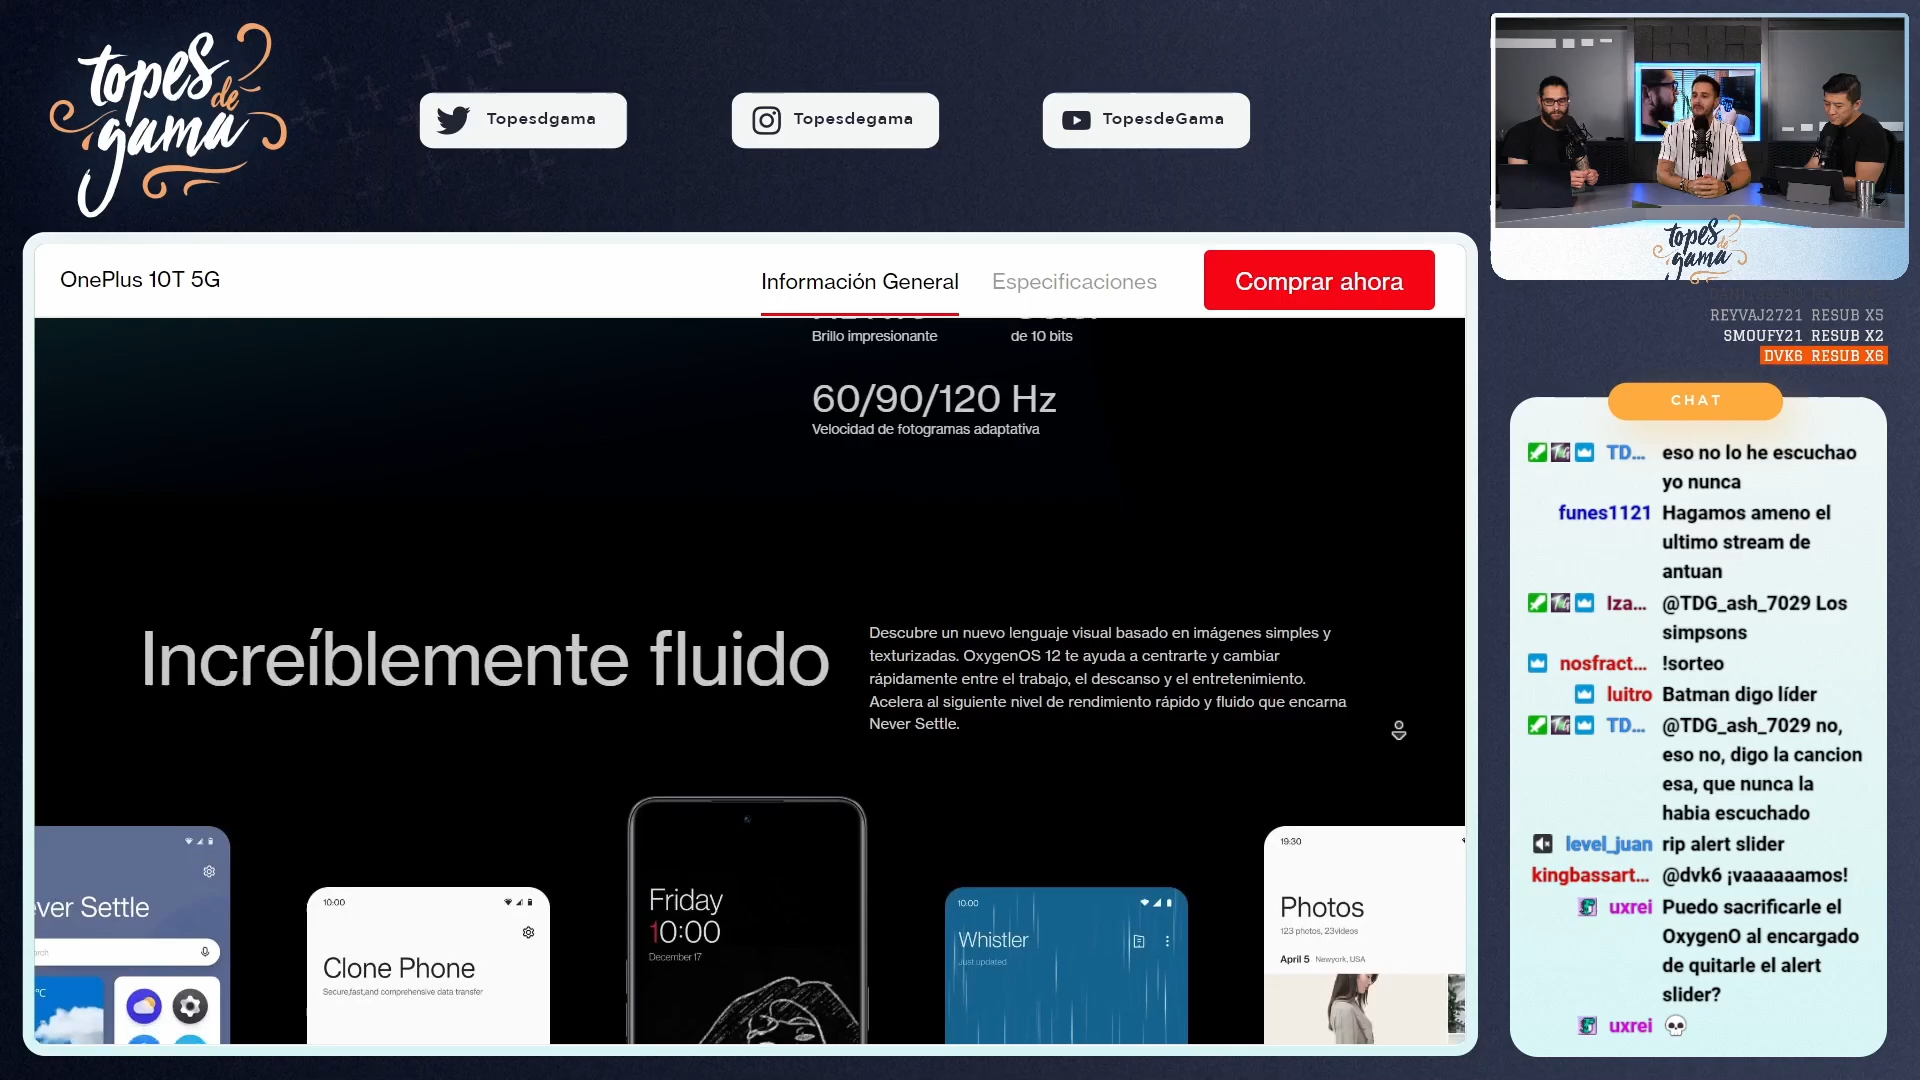 topes
de
gama
Topesdgama
Topesdegama
TopesdeGama
topes
de
gama
REYVAJ2721 RESUB X5
SMOUFY21 RESUB X2
DVK6 RESUB X6
OnePlus 10T 5G
Información General
Especificaciones
Comprar ahora
Brillo impresionante
de 10 bits
60/90/120 Hz
Velocidad de fotogramas adaptativa
Increíblemente fluido
Descubre un nuevo lenguaje visual basado en imágenes simples y
texturizadas. OxygenOS 12 te ayuda a centrarte y cambiar
rápidamente entre el trabajo, el descanso y el entretenimiento.
Acelera al siguiente nivel de rendimiento rápido y fluido que encarna
Never Settle.
ver Settle
°C
10:00
Clone Phone
Secure,fast,and comprehensive data transfer
Friday
10:00
December 17
10:00
Whistler
Just updated
19:30
Photos
123 photos, 23videos
April 5 Newyork, USA
CHAT
TD... eso no lo he escuchao
yo nunca
funes1121 Hagamos ameno el
ultimo stream de
antuan
Iza... @TDG_ash_7029 Los
simpsons
nosfract... !sorteo
luitro Batman digo líder
TD... @TDG_ash_7029 no,
eso no, digo la cancion
esa, que nunca la
habia escuchado
level_juan rip alert slider
kingbassart... @dvk6 ¡vaaaaaamos!
uxrei Puedo sacrificarle el
OxygenO al encargado
de quitarle el alert
slider?
uxrei 💀